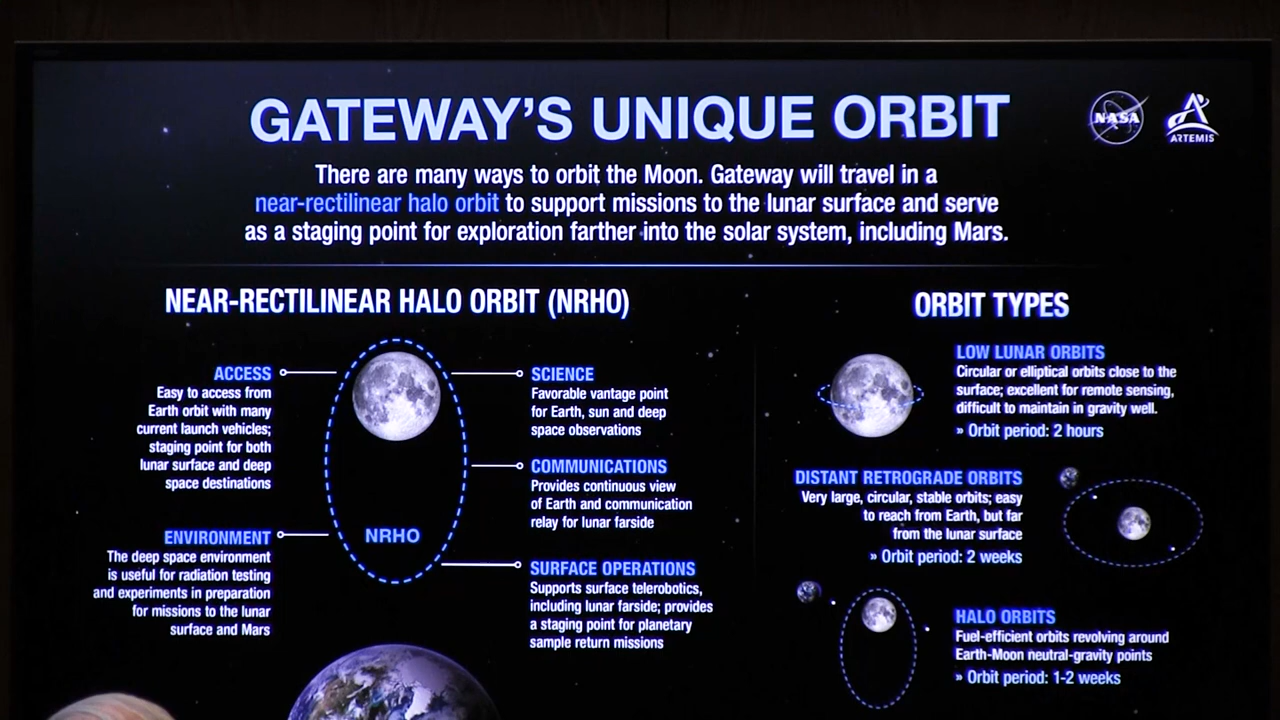 GATEWAY'S UNIQUE ORBIT
NASA
ARTEMIS
There are many ways to orbit the Moon. Gateway will travel in a
near-rectilinear halo orbit to support missions to the lunar surface and serve
as a staging point for exploration farther into the solar system, including Mars.
NEAR-RECTILINEAR HALO ORBIT (NRHO)
ACCESS
Easy to access from
Earth orbit with many
current launch vehicles;
staging point for both
lunar surface and deep
space destinations
ENVIRONMENT
The deep space environment
is useful for radiation testing
and experiments in preparation
for missions to the lunar
surface and Mars
NRHO
SCIENCE
Favorable vantage point
for Earth, sun and deep
space observations
COMMUNICATIONS
Provides continuous view
of Earth and communication
relay for lunar farside
SURFACE OPERATIONS
Supports surface telerobotics,
including lunar farside; provides
a staging point for planetary
sample return missions
ORBIT TYPES
LOW LUNAR ORBITS
Circular or elliptical orbits close to the
surface; excellent for remote sensing,
difficult to maintain in gravity well.
» Orbit period: 2 hours
DISTANT RETROGRADE ORBITS
Very large, circular, stable orbits; easy
to reach from Earth, but far
from the lunar surface
» Orbit period: 2 weeks
HALO ORBITS
Fuel-efficient orbits revolving around
Earth-Moon neutral-gravity points
» Orbit period: 1-2 weeks